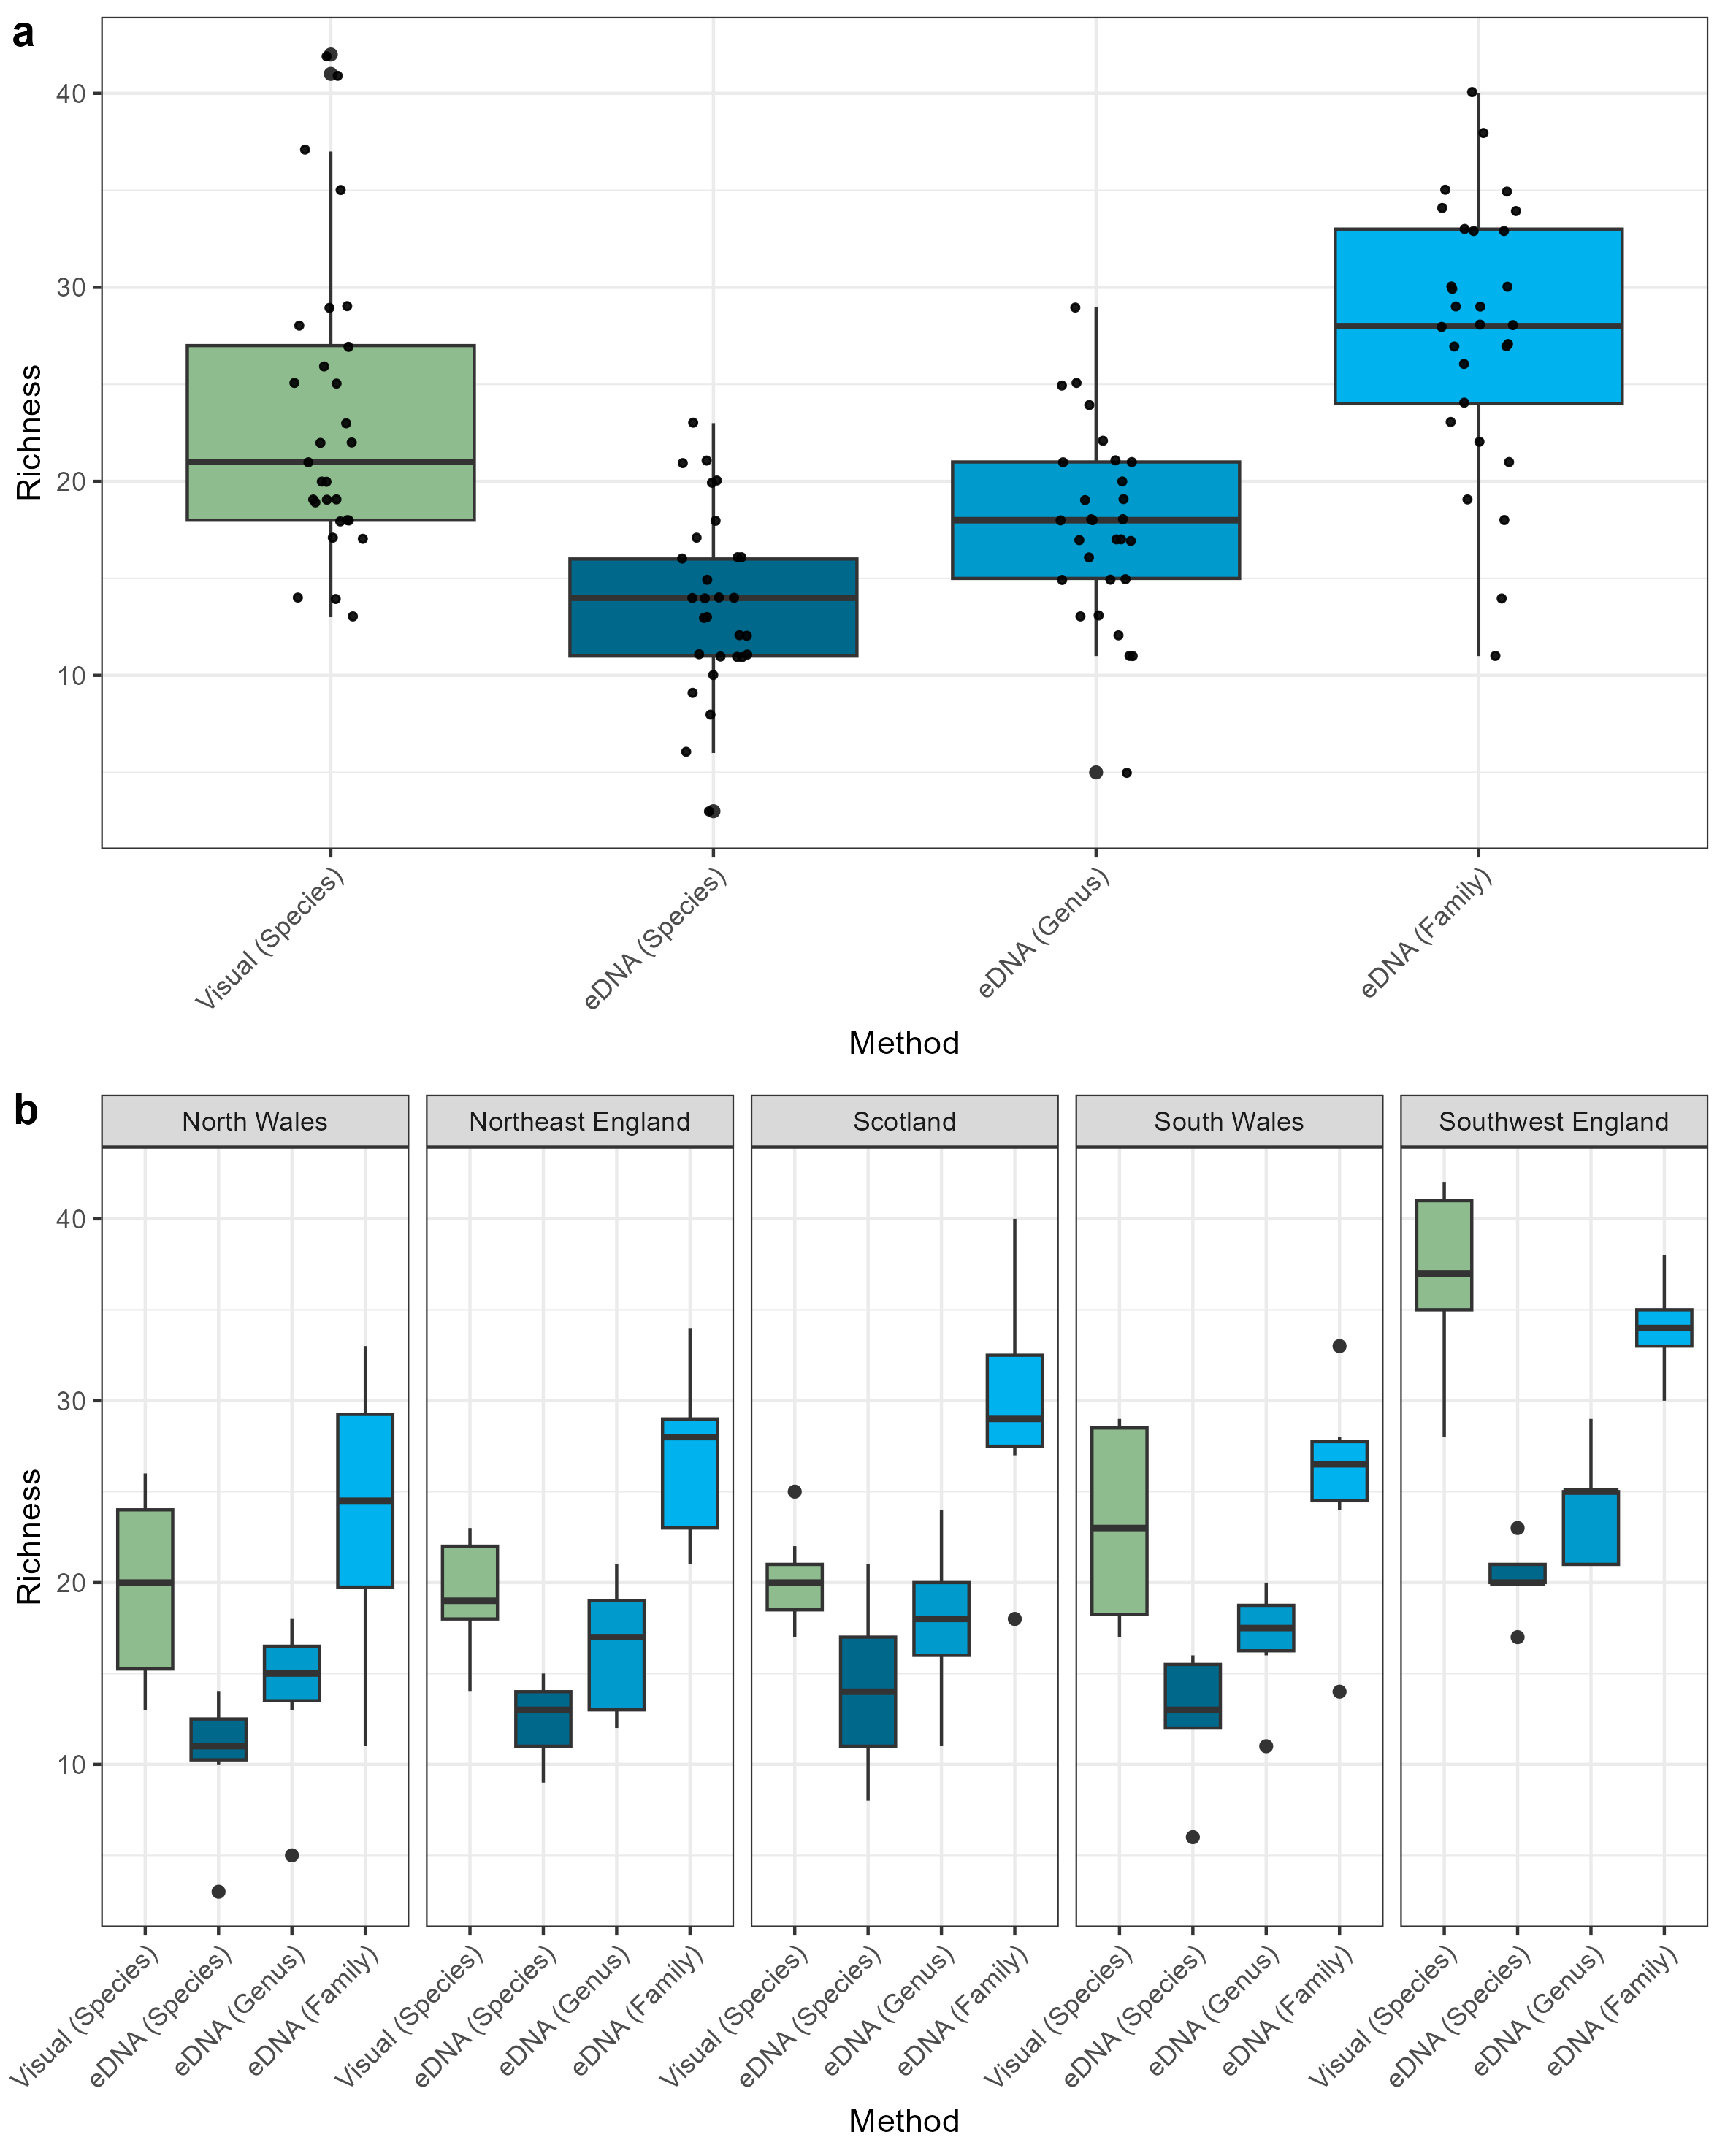 a
Richness
40
30
20
10
Visual (Species)
eDNA (Species)
eDNA (Genus)
eDNA (Family)
Method
b
North Wales
Northeast England
Scotland
South Wales
Southwest England
Richness
40
30
20
10
Visual (Species)
eDNA (Species)
eDNA (Genus)
eDNA (Family)
Visual (Species)
eDNA (Species)
eDNA (Genus)
eDNA (Family)
Visual (Species)
eDNA (Species)
eDNA (Genus)
eDNA (Family)
Visual (Species)
eDNA (Species)
eDNA (Genus)
eDNA (Family)
Visual (Species)
eDNA (Species)
eDNA (Genus)
eDNA (Family)
Method